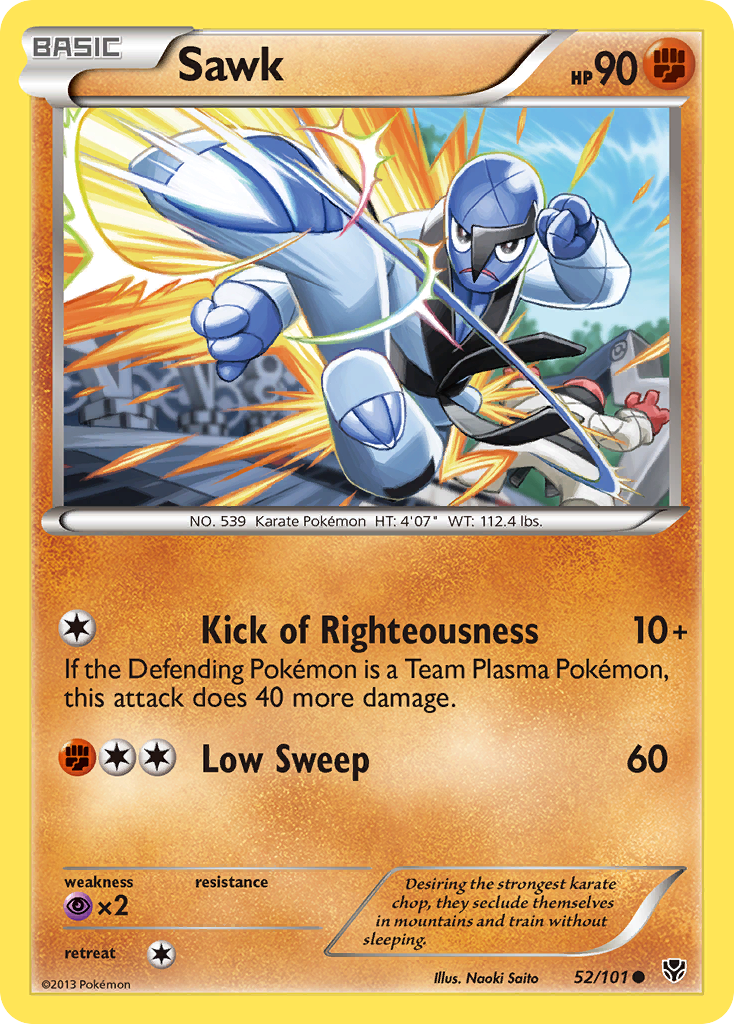 BASIC
Sawk
HP 90
NO. 539 Karate Pokémon HT: 4'07" WT: 112.4 lbs.
Kick of Righteousness 10+
If the Defending Pokémon is a Team Plasma Pokémon,
this attack does 40 more damage.
Low Sweep 60
weakness resistance
×2
retreat
Desiring the strongest karate
chop, they seclude themselves
in mountains and train without
sleeping.
©2013 Pokémon
Illus. Naoki Saito
52/101